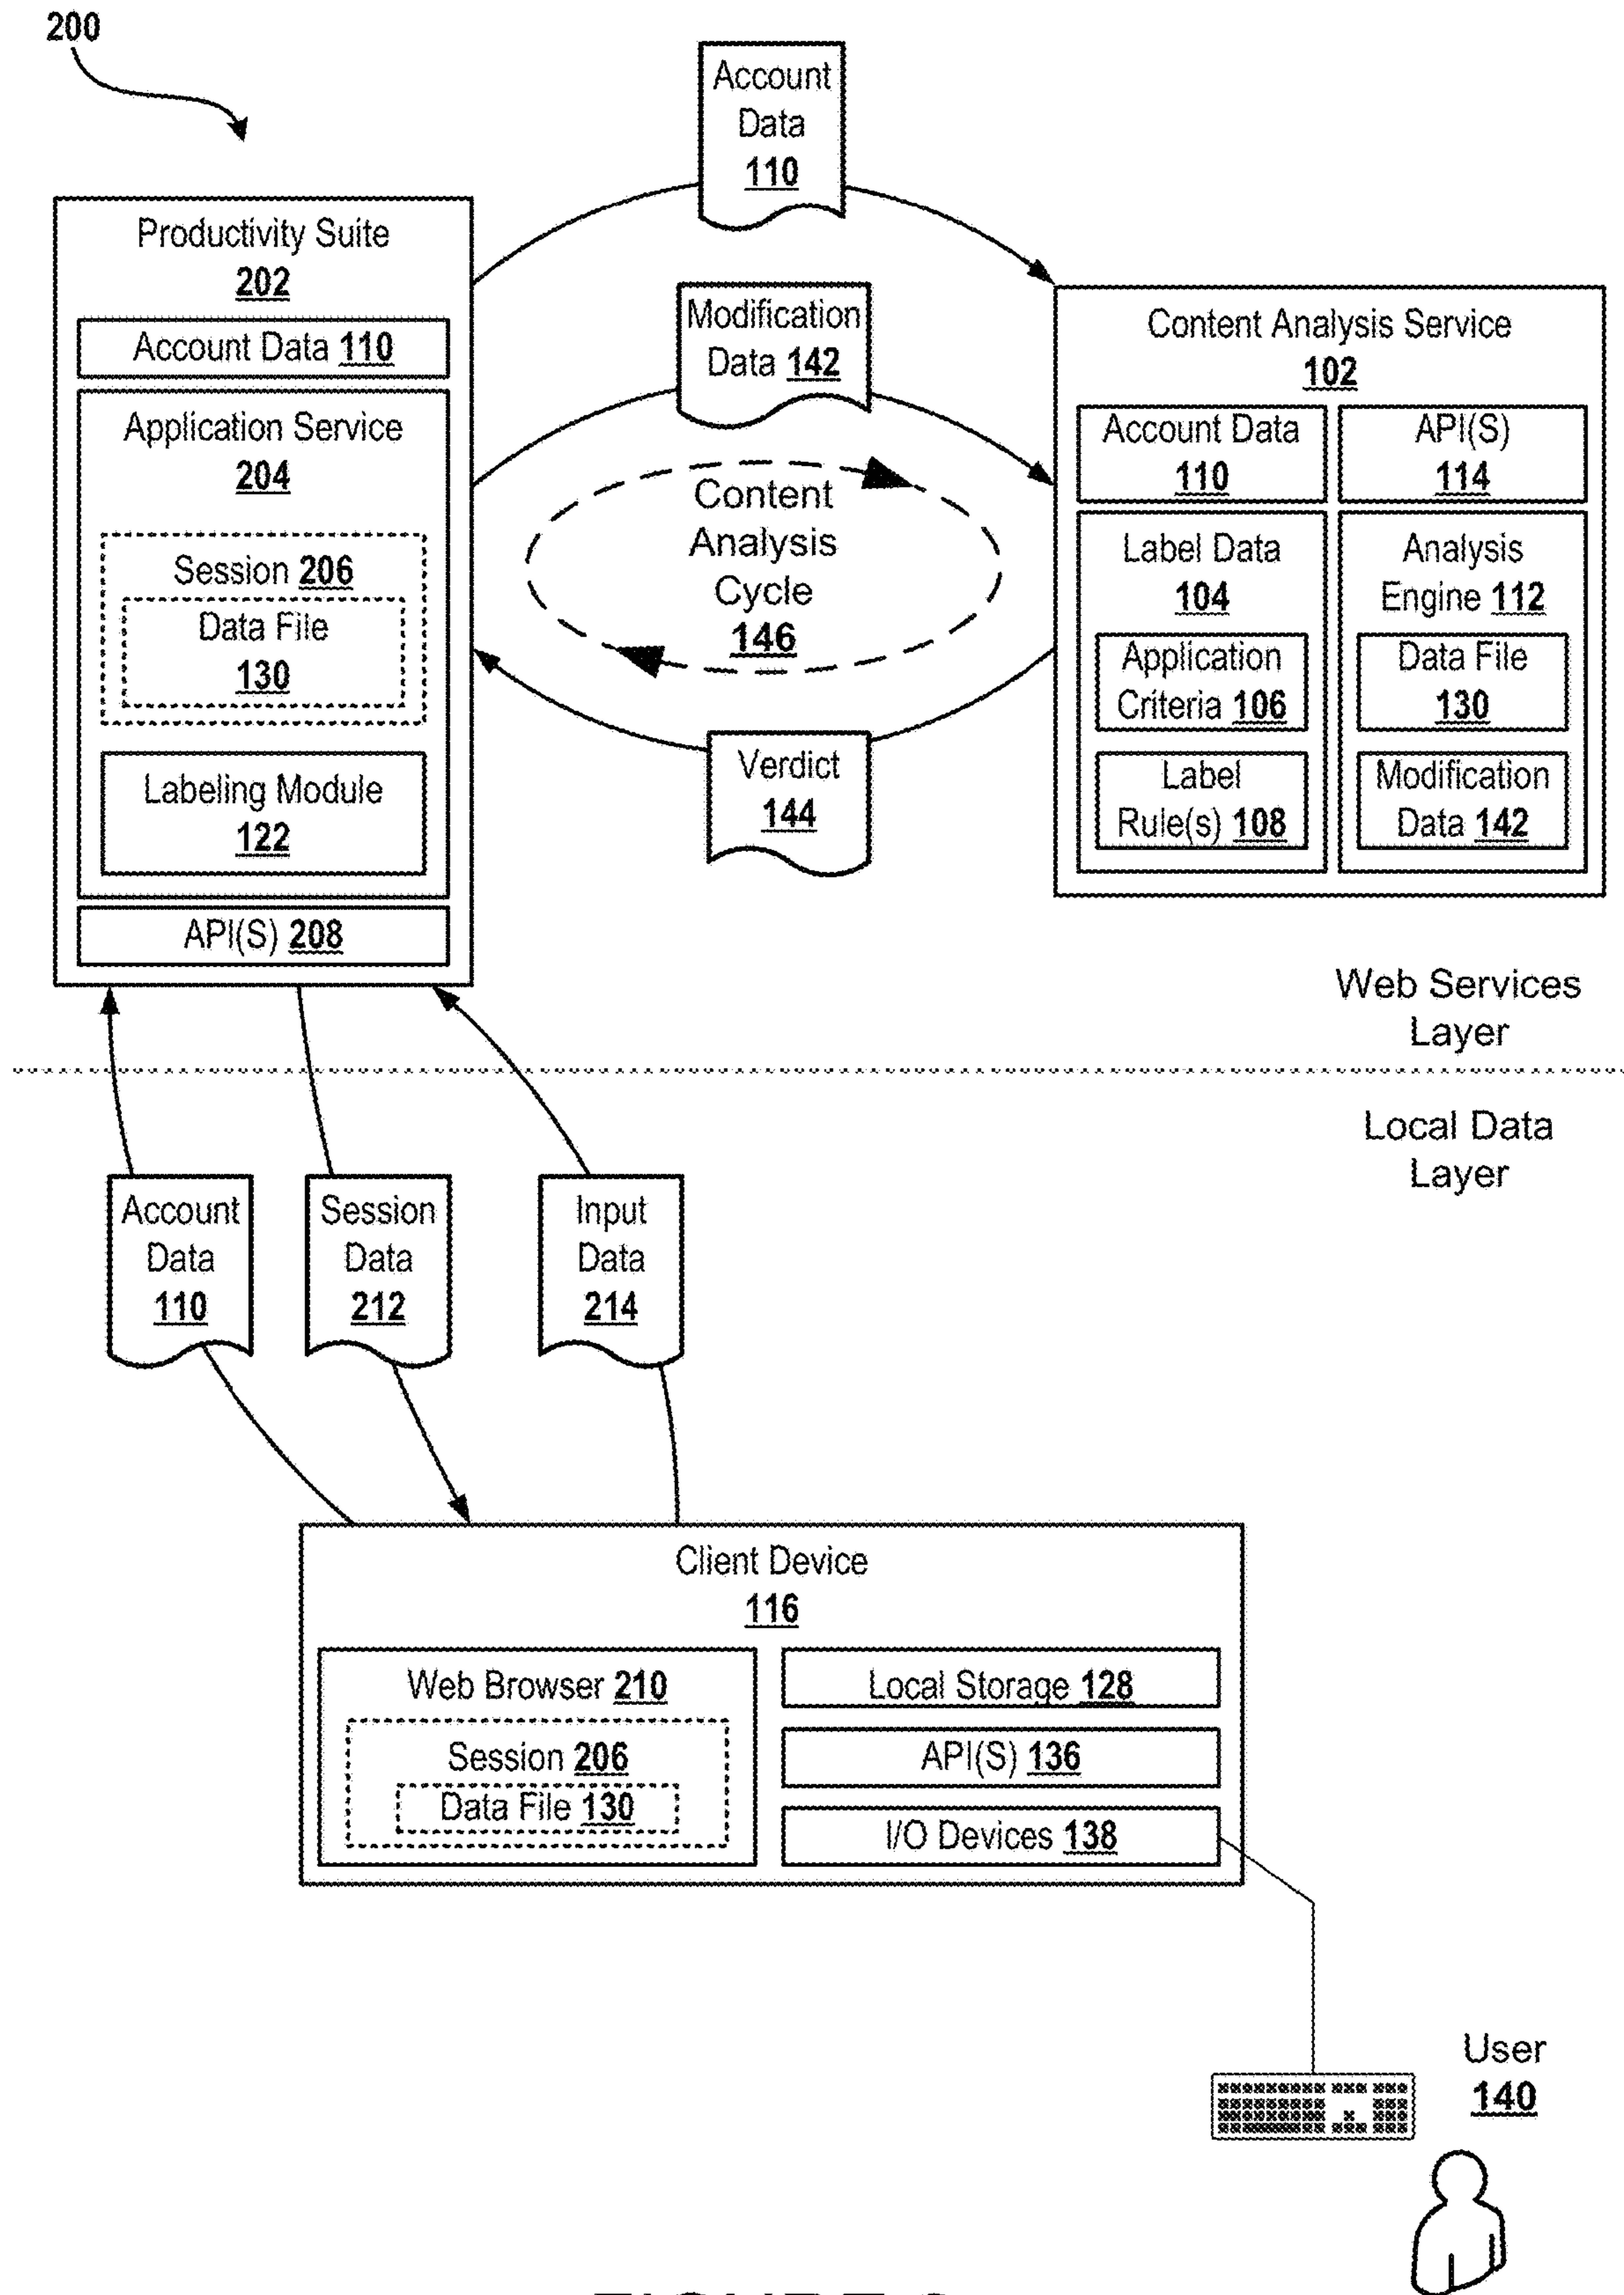 200
Account
Data
110
Productivity Suite
202
Account Data 110
Application Service
204
Session 206
Data File
130
Labeling Module
122
API(S) 208
Modification
Data 142
Content
Analysis
Cycle
146
Verdict
144
Content Analysis Service
102
Account Data
110
API(S)
114
Label Data
104
Application
Criteria 106
Label
Rule(s) 108
Analysis
Engine 112
Data File
130
Modification
Data 142
Web Services
Layer
Local Data
Layer
Account
Data
110
Session
Data
212
Input
Data
214
Client Device
116
Web Browser 210
Session 206
Data File 130
Local Storage 128
API(S) 136
I/O Devices 138
User
140